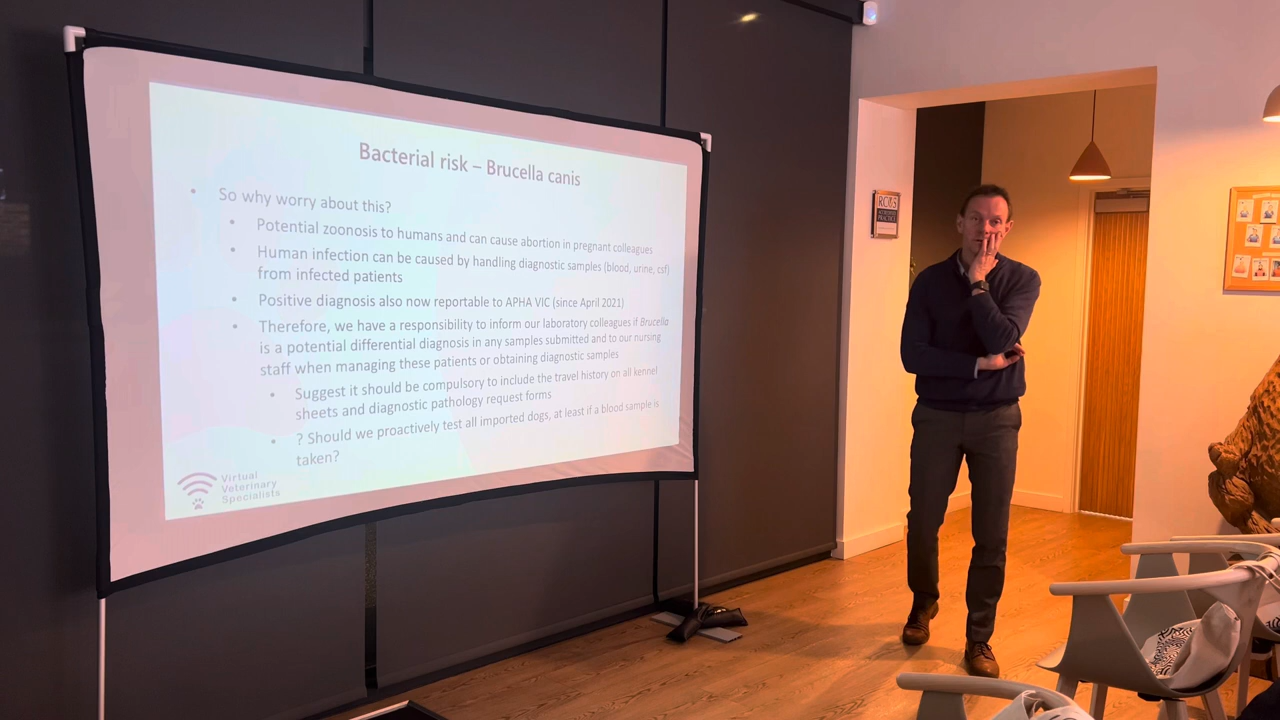 Bacterial risk – Brucella canis
• So why worry about this?
• Potential zoonosis to humans and can cause abortion in pregnant colleagues
• Human infection can be caused by handling diagnostic samples (blood, urine, csf)
from infected patients
• Positive diagnosis also now reportable to APHA VIC (since April 2021)
• Therefore, we have a responsibility to inform our laboratory colleagues if Brucella
is a potential differential diagnosis in any samples submitted and to our nursing
staff when managing these patients or obtaining diagnostic samples
• Suggest it should be compulsory to include the travel history on all kennel
sheets and diagnostic pathology request forms
• ? Should we proactively test all imported dogs, at least if a blood sample is
taken?
Virtual
Veterinary
Specialists
PRACTICE